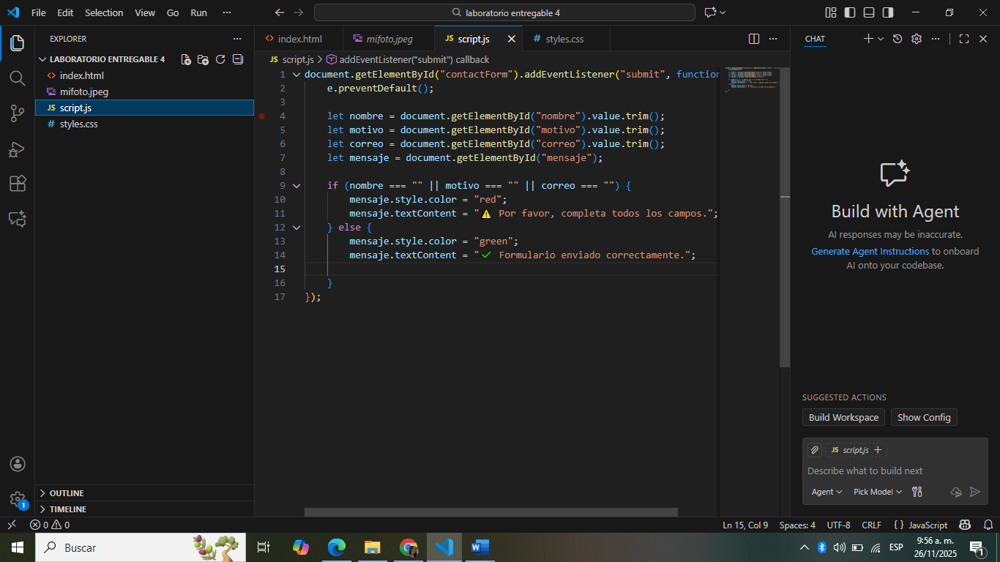 File Edit Selection View Go Run ··· laboratorio entregable 4
EXPLORER ···
LABORATORIO ENTREGABLE 4
index.html
mifoto.jpeg
JS script.js
# styles.css
OUTLINE
TIMELINE
index.html mifoto.jpeg JS script.js # styles.css ···
JS script.js > addEventListener("submit") callback
1 document.getElementById("contactForm").addEventListener("submit", function
2 e.preventDefault();
3
4 let nombre = document.getElementById("nombre").value.trim();
5 let motivo = document.getElementById("motivo").value.trim();
6 let correo = document.getElementById("correo").value.trim();
7 let mensaje = document.getElementById("mensaje");
8
9 if (nombre === "" || motivo === "" || correo === "") {
10 mensaje.style.color = "red";
11 mensaje.textContent = "⚠️ Por favor, completa todos los campos.";
12 } else {
13 mensaje.style.color = "green";
14 mensaje.textContent = "✔ Formulario enviado correctamente.";
15
16 }
17 });
CHAT ···
Build with Agent
AI responses may be inaccurate.
Generate Agent Instructions to onboard
AI onto your codebase.
SUGGESTED ACTIONS
Build Workspace Show Config
JS script.js +
Describe what to build next
Agent Pick Model
1
0 0 Ln 15, Col 9 Spaces: 4 UTF-8 CRLF { } JavaScript
Buscar ESP 9:56 a. m.
26/11/2025 1